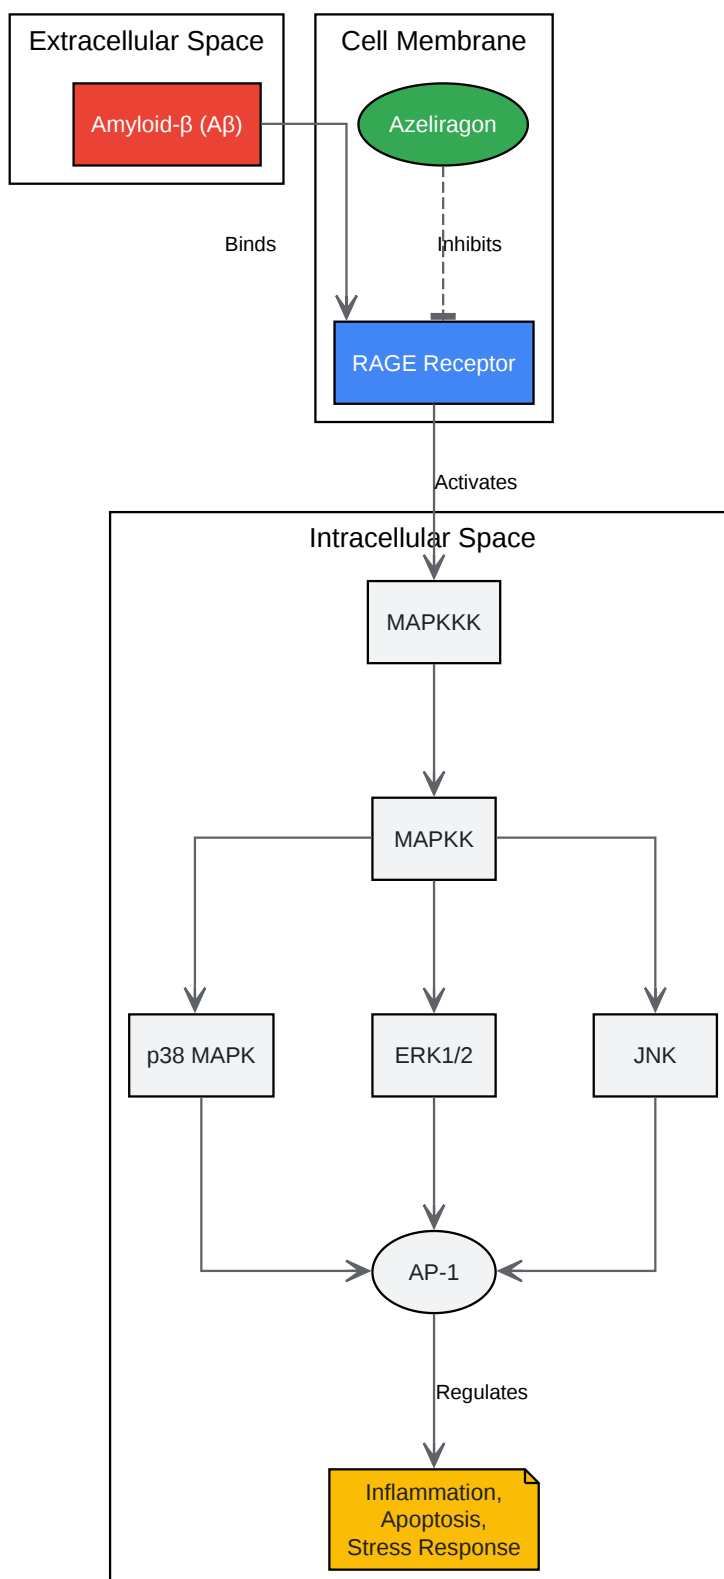 Extracellular Space
Cell Membrane
Amyloid-β (Aβ)
Azeliragon
Binds
Inhibits
RAGE Receptor
Activates
Intracellular Space
MAPKKK
MAPKK
p38 MAPK
ERK1/2
JNK
AP-1
Regulates
Inflammation,
Apoptosis,
Stress Response